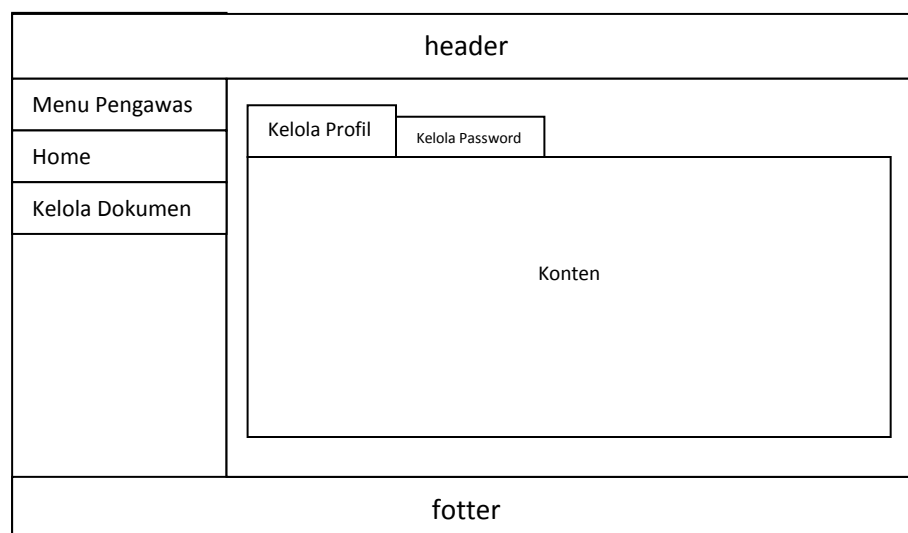 header
Menu Pengawas
Home
Kelola Dokumen
Kelola Profil
Kelola Password
Konten
fotter